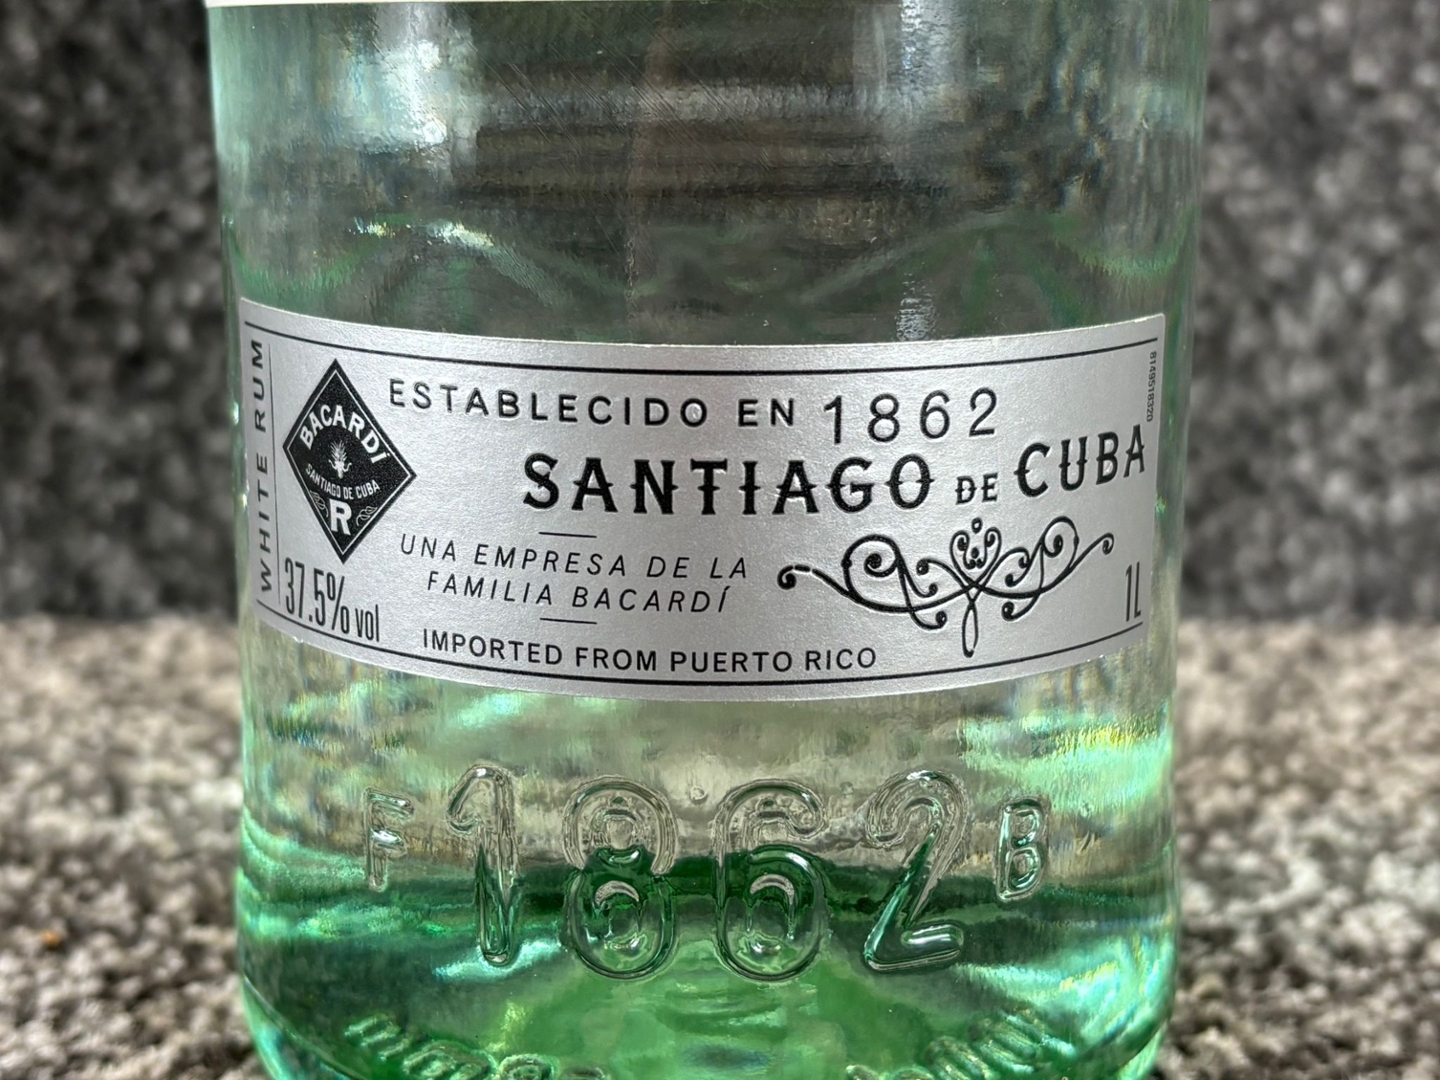 WHITE RUM
BACARDÍ
SANTIAGO DE CUBA
R
37.5% vol
ESTABLECIDO EN 1862
SANTIAGO DE CUBA
UNA EMPRESA DE LA
FAMILIA BACARDÍ
IMPORTED FROM PUERTO RICO
1L
8149518320
F 1862 B